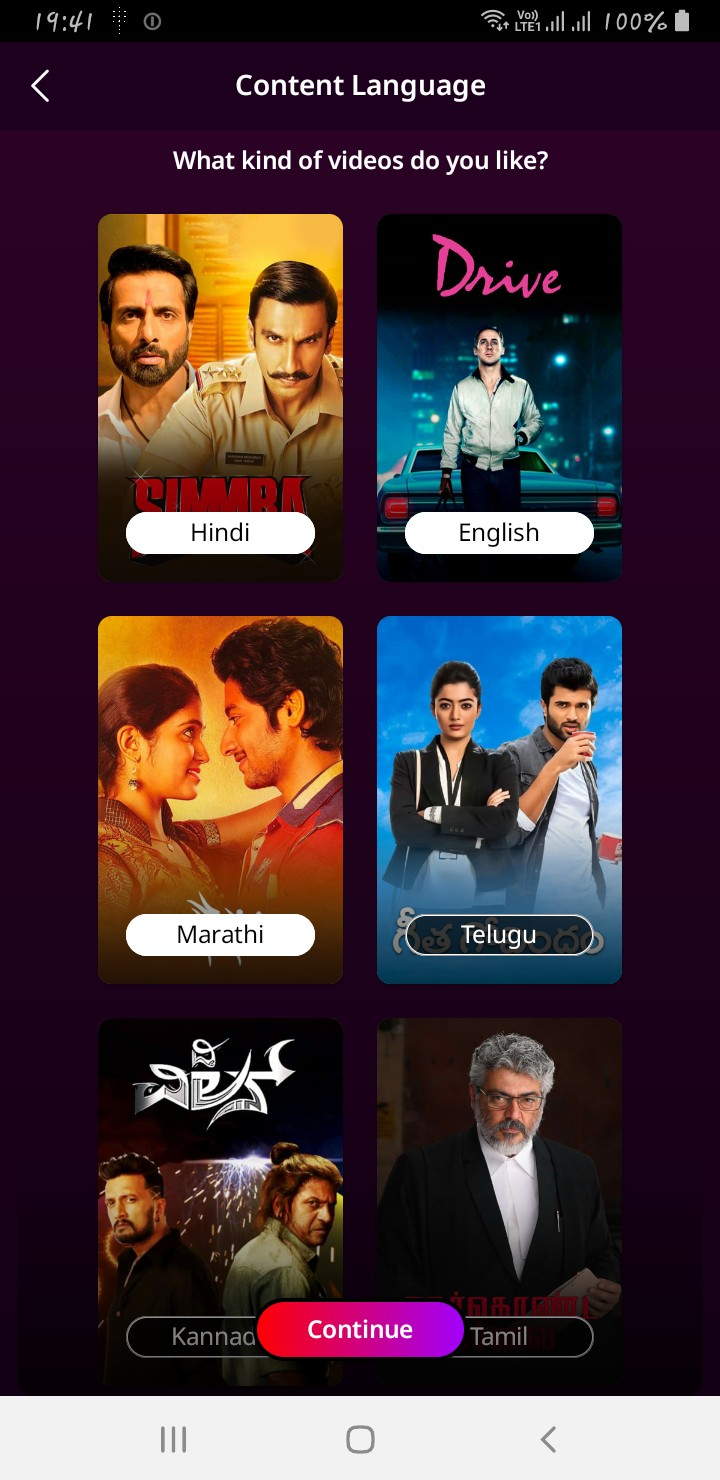 19:41
Vo)) LTE1 100%
Content Language
What kind of videos do you like?
SIMMBA
Hindi
Drive
English
Marathi
Telugu
ದಿ
ವಿಲನ್
Kannad
Tamil
Continue